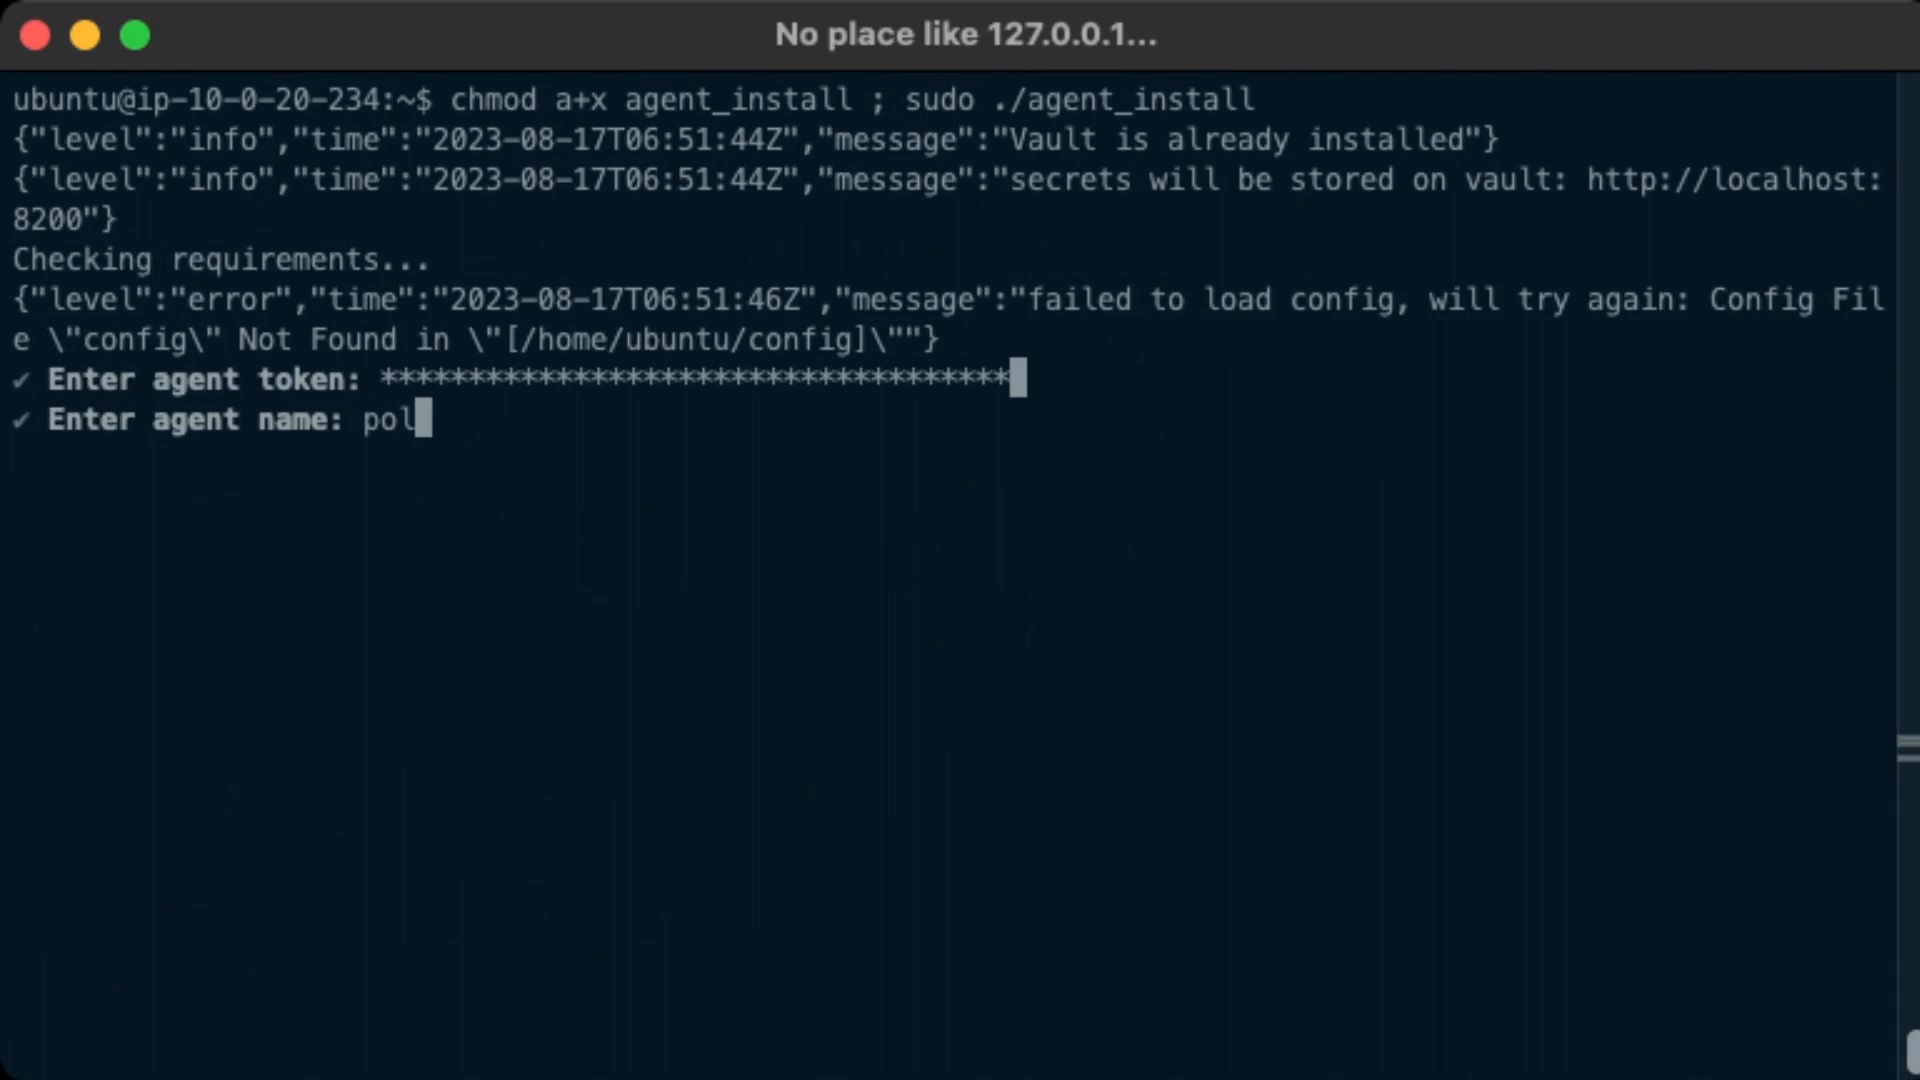 No place like 127.0.0.1...
ubuntu@ip-10-0-20-234:~$ chmod a+x agent_install ; sudo ./agent_install
{"level":"info","time":"2023-08-17T06:51:44Z","message":"Vault is already installed"}
{"level":"info","time":"2023-08-17T06:51:44Z","message":"secrets will be stored on vault: http://localhost:
8200"}
Checking requirements...
{"level":"error","time":"2023-08-17T06:51:46Z","message":"failed to load config, will try again: Config Fil
e \"config\" Not Found in \"[/home/ubuntu/config]\""}
✔ Enter agent token: ************************************
✔ Enter agent name: pol